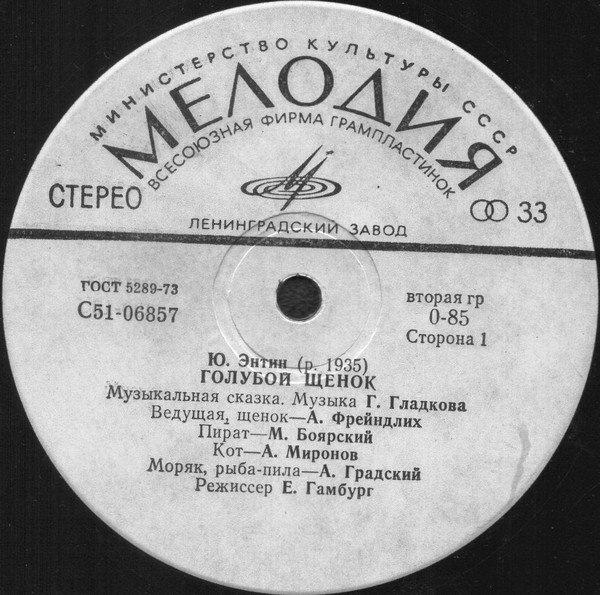 МИНИСТЕРСТВО КУЛЬТУРЫ СССР
МЕЛОДИЯ
ВСЕСОЮЗНАЯ ФИРМА ГРАМПЛАСТИНОК
СТЕРЕО
33
ЛЕНИНГРАДСКИЙ ЗАВОД
ГОСТ 5289-73
С51-06857
вторая гр
0-85
Сторона 1
Ю. Энтин (р. 1935)
ГОЛУБОЙ ЩЕНОК
Музыкальная сказка. Музыка Г. Гладкова
Ведущая, щенок—А. Фрейндлих
Пират—М. Боярский
Кот—А. Миронов
Моряк, рыба-пила—А. Градский
Режиссер Е. Гамбург